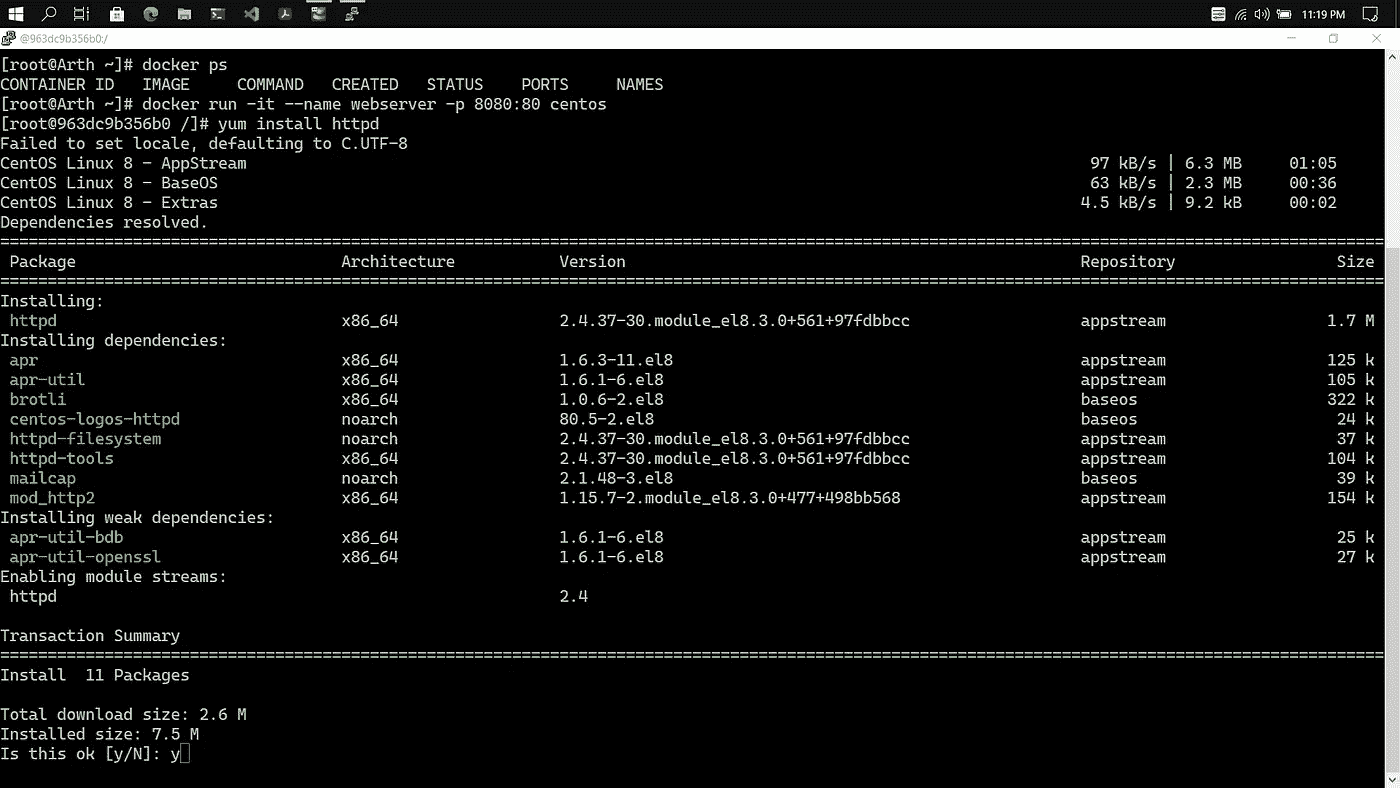 11:19 PM
@963dc9b356b0:/
[root@Arth ~]# docker ps
CONTAINER ID IMAGE COMMAND CREATED STATUS PORTS NAMES
[root@Arth ~]# docker run -it --name webserver -p 8080:80 centos
[root@963dc9b356b0 /]# yum install httpd
Failed to set locale, defaulting to C.UTF-8
CentOS Linux 8 - AppStream 97 kB/s | 6.3 MB 01:05
CentOS Linux 8 - BaseOS 63 kB/s | 2.3 MB 00:36
CentOS Linux 8 - Extras 4.5 kB/s | 9.2 kB 00:02
Dependencies resolved.
Package Architecture Version Repository Size
Installing:
httpd x86_64 2.4.37-30.module_el8.3.0+561+97fdbbcc appstream 1.7 M
Installing dependencies:
apr x86_64 1.6.3-11.el8 appstream 125 k
apr-util x86_64 1.6.1-6.el8 appstream 105 k
brotli x86_64 1.0.6-2.el8 baseos 322 k
centos-logos-httpd noarch 80.5-2.el8 baseos 24 k
httpd-filesystem noarch 2.4.37-30.module_el8.3.0+561+97fdbbcc appstream 37 k
httpd-tools x86_64 2.4.37-30.module_el8.3.0+561+97fdbbcc appstream 104 k
mailcap noarch 2.1.48-3.el8 baseos 39 k
mod_http2 x86_64 1.15.7-2.module_el8.3.0+477+498bb568 appstream 154 k
Installing weak dependencies:
apr-util-bdb x86_64 1.6.1-6.el8 appstream 25 k
apr-util-openssl x86_64 1.6.1-6.el8 appstream 27 k
Enabling module streams:
httpd 2.4
Transaction Summary
Install 11 Packages
Total download size: 2.6 M
Installed size: 7.5 M
Is this ok [y/N]: y